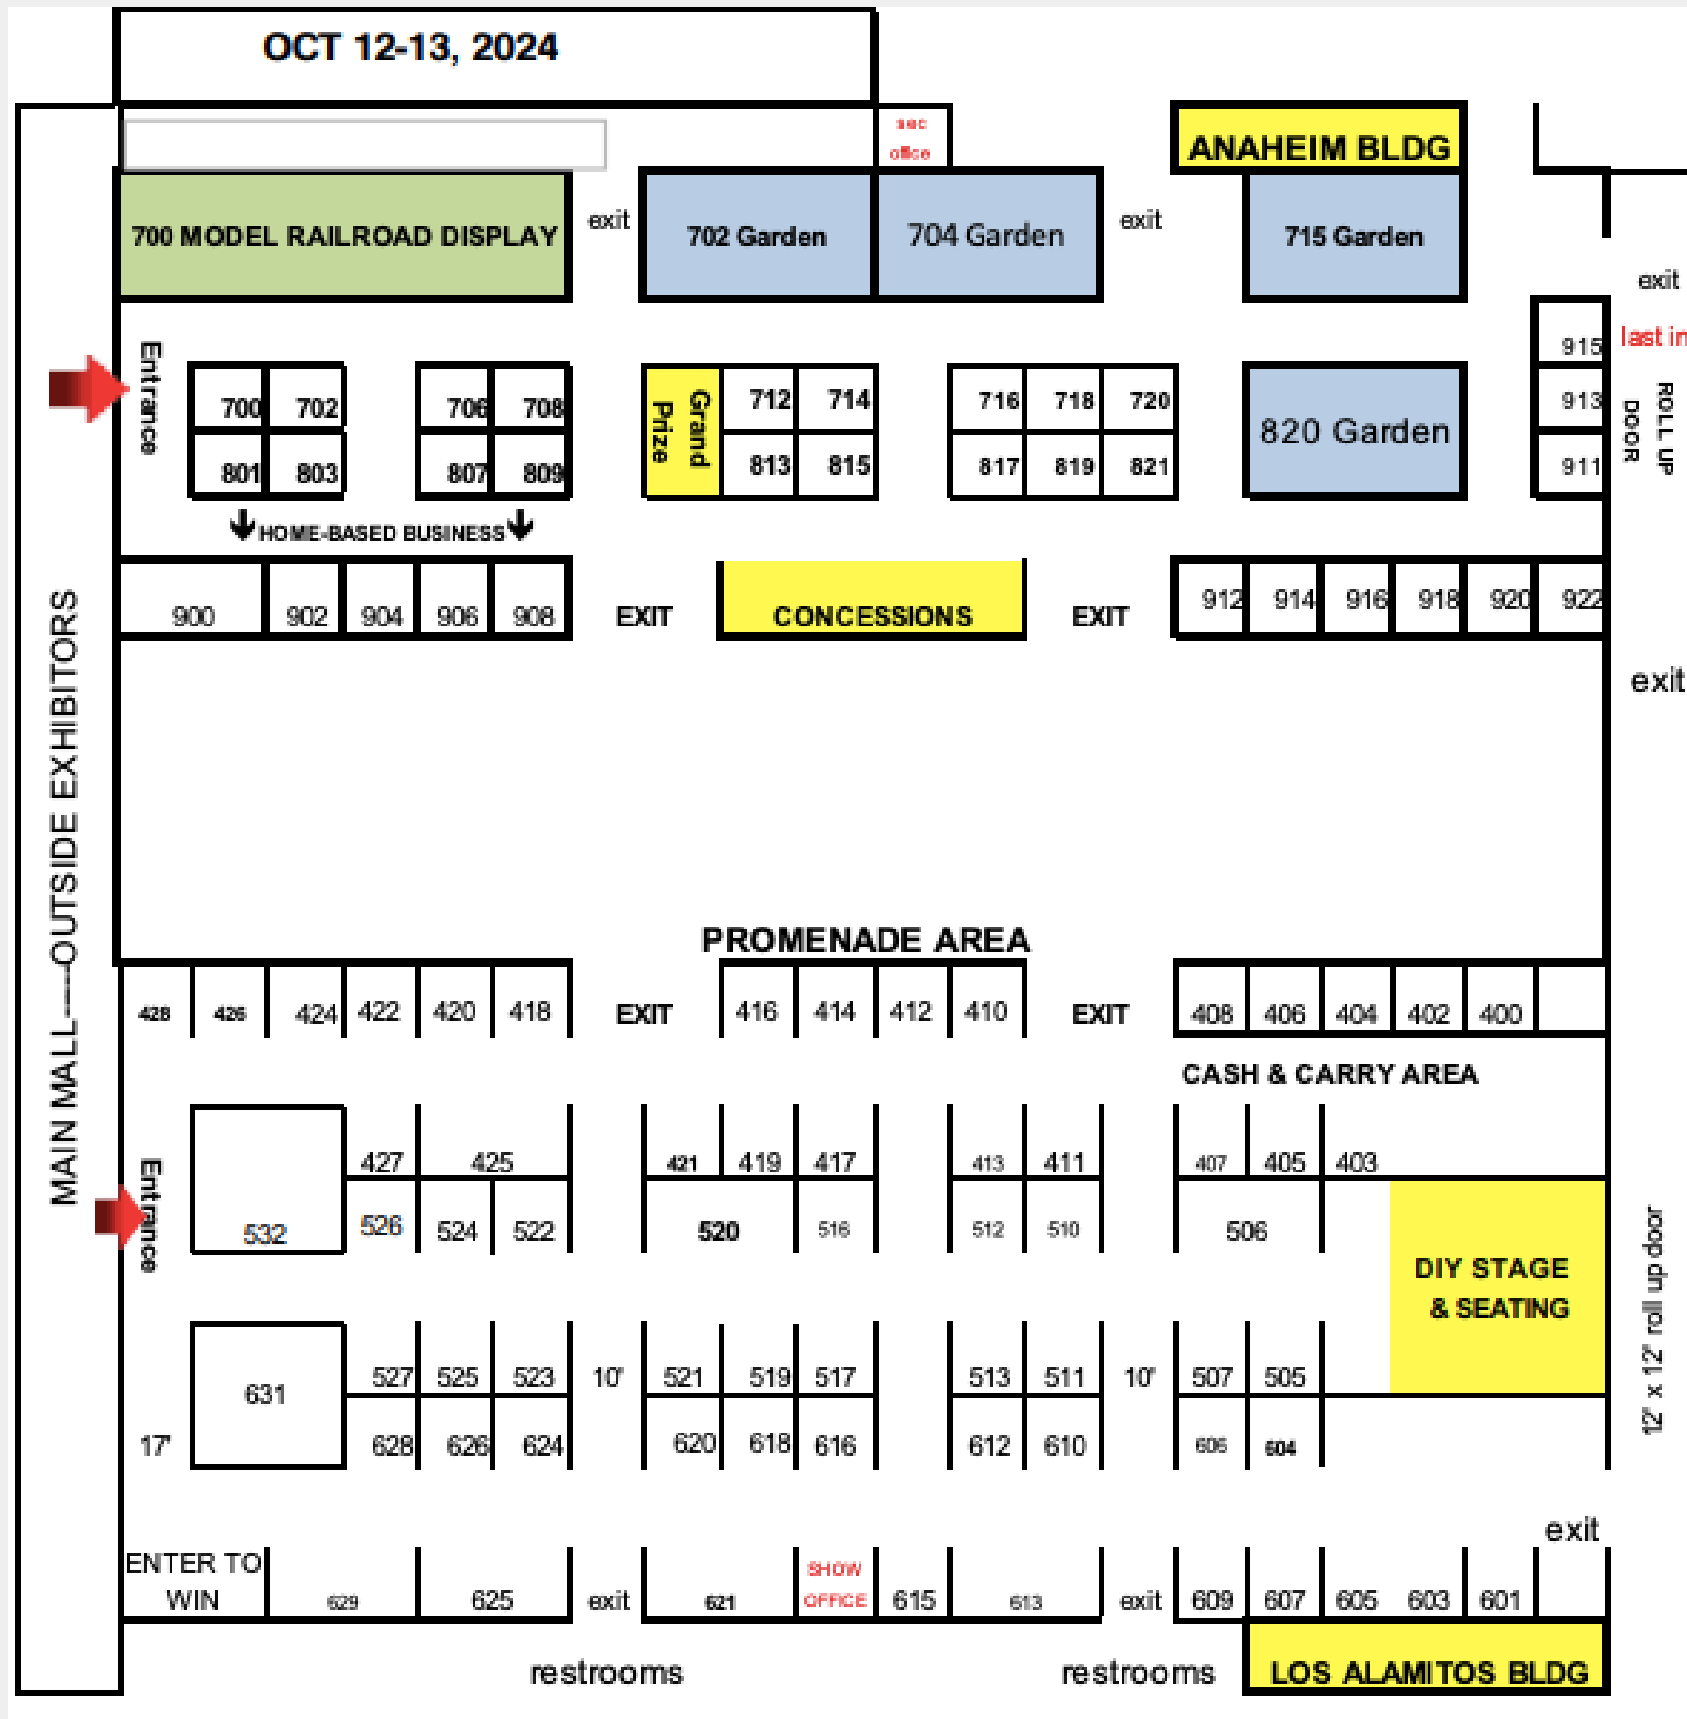 OCT 12-13, 2024
sec
office
ANAHEIM BLDG
700 MODEL RAILROAD DISPLAY
exit
702 Garden
704 Garden
exit
715 Garden
exit
915
last in
Entrance
700 702 706 708
Grand
Prize
712 714 716 718 720
820 Garden
913
ROLL UP
DOOR
801 803 807 809 813 815 817 819 821
911
HOME-BASED BUSINESS
900 902 904 906 908
EXIT
CONCESSIONS
EXIT
912 914 916 918 920 922
exit
MAIN MALL----OUTSIDE EXHIBITORS
PROMENADE AREA
428 426 424 422 420 418
EXIT
416 414 412 410
EXIT
408 406 404 402 400
CASH & CARRY AREA
Entrance
427 425 421 419 417 413 411 407 405 403
532 526 524 522 520 516 512 510 506
DIY STAGE
& SEATING
12' x 12' roll up door
631
527 525 523 10' 521 519 517 513 511 10' 507 505
17'
628 626 624 620 618 616 612 610 606 604
exit
ENTER TO
WIN
629 625
exit
621
SHOW
OFFICE
615 613
exit
609 607 605 603 601
restrooms
restrooms
LOS ALAMITOS BLDG